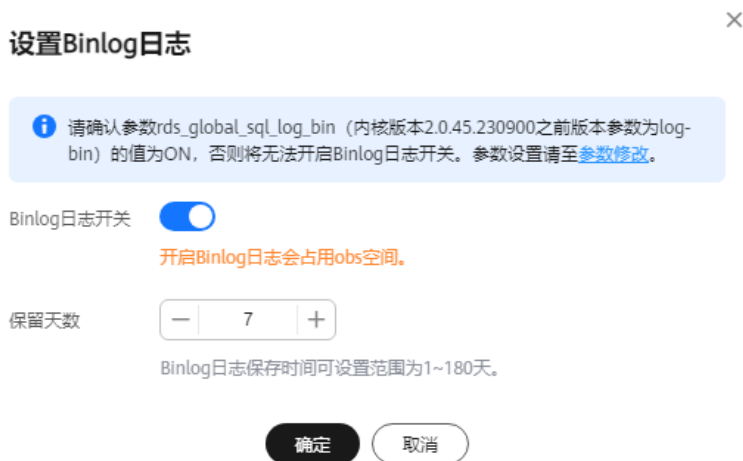 设置Binlog日志
请确认参数rds_global_sql_log_bin（内核版本2.0.45.230900之前版本参数为log-
bin）的值为ON，否则将无法开启Binlog日志开关。参数设置请至参数修改。
Binlog日志开关
开启Binlog日志会占用obs空间。
保留天数
7
Binlog日志保存时间可设置范围为1~180天。
确定 取消